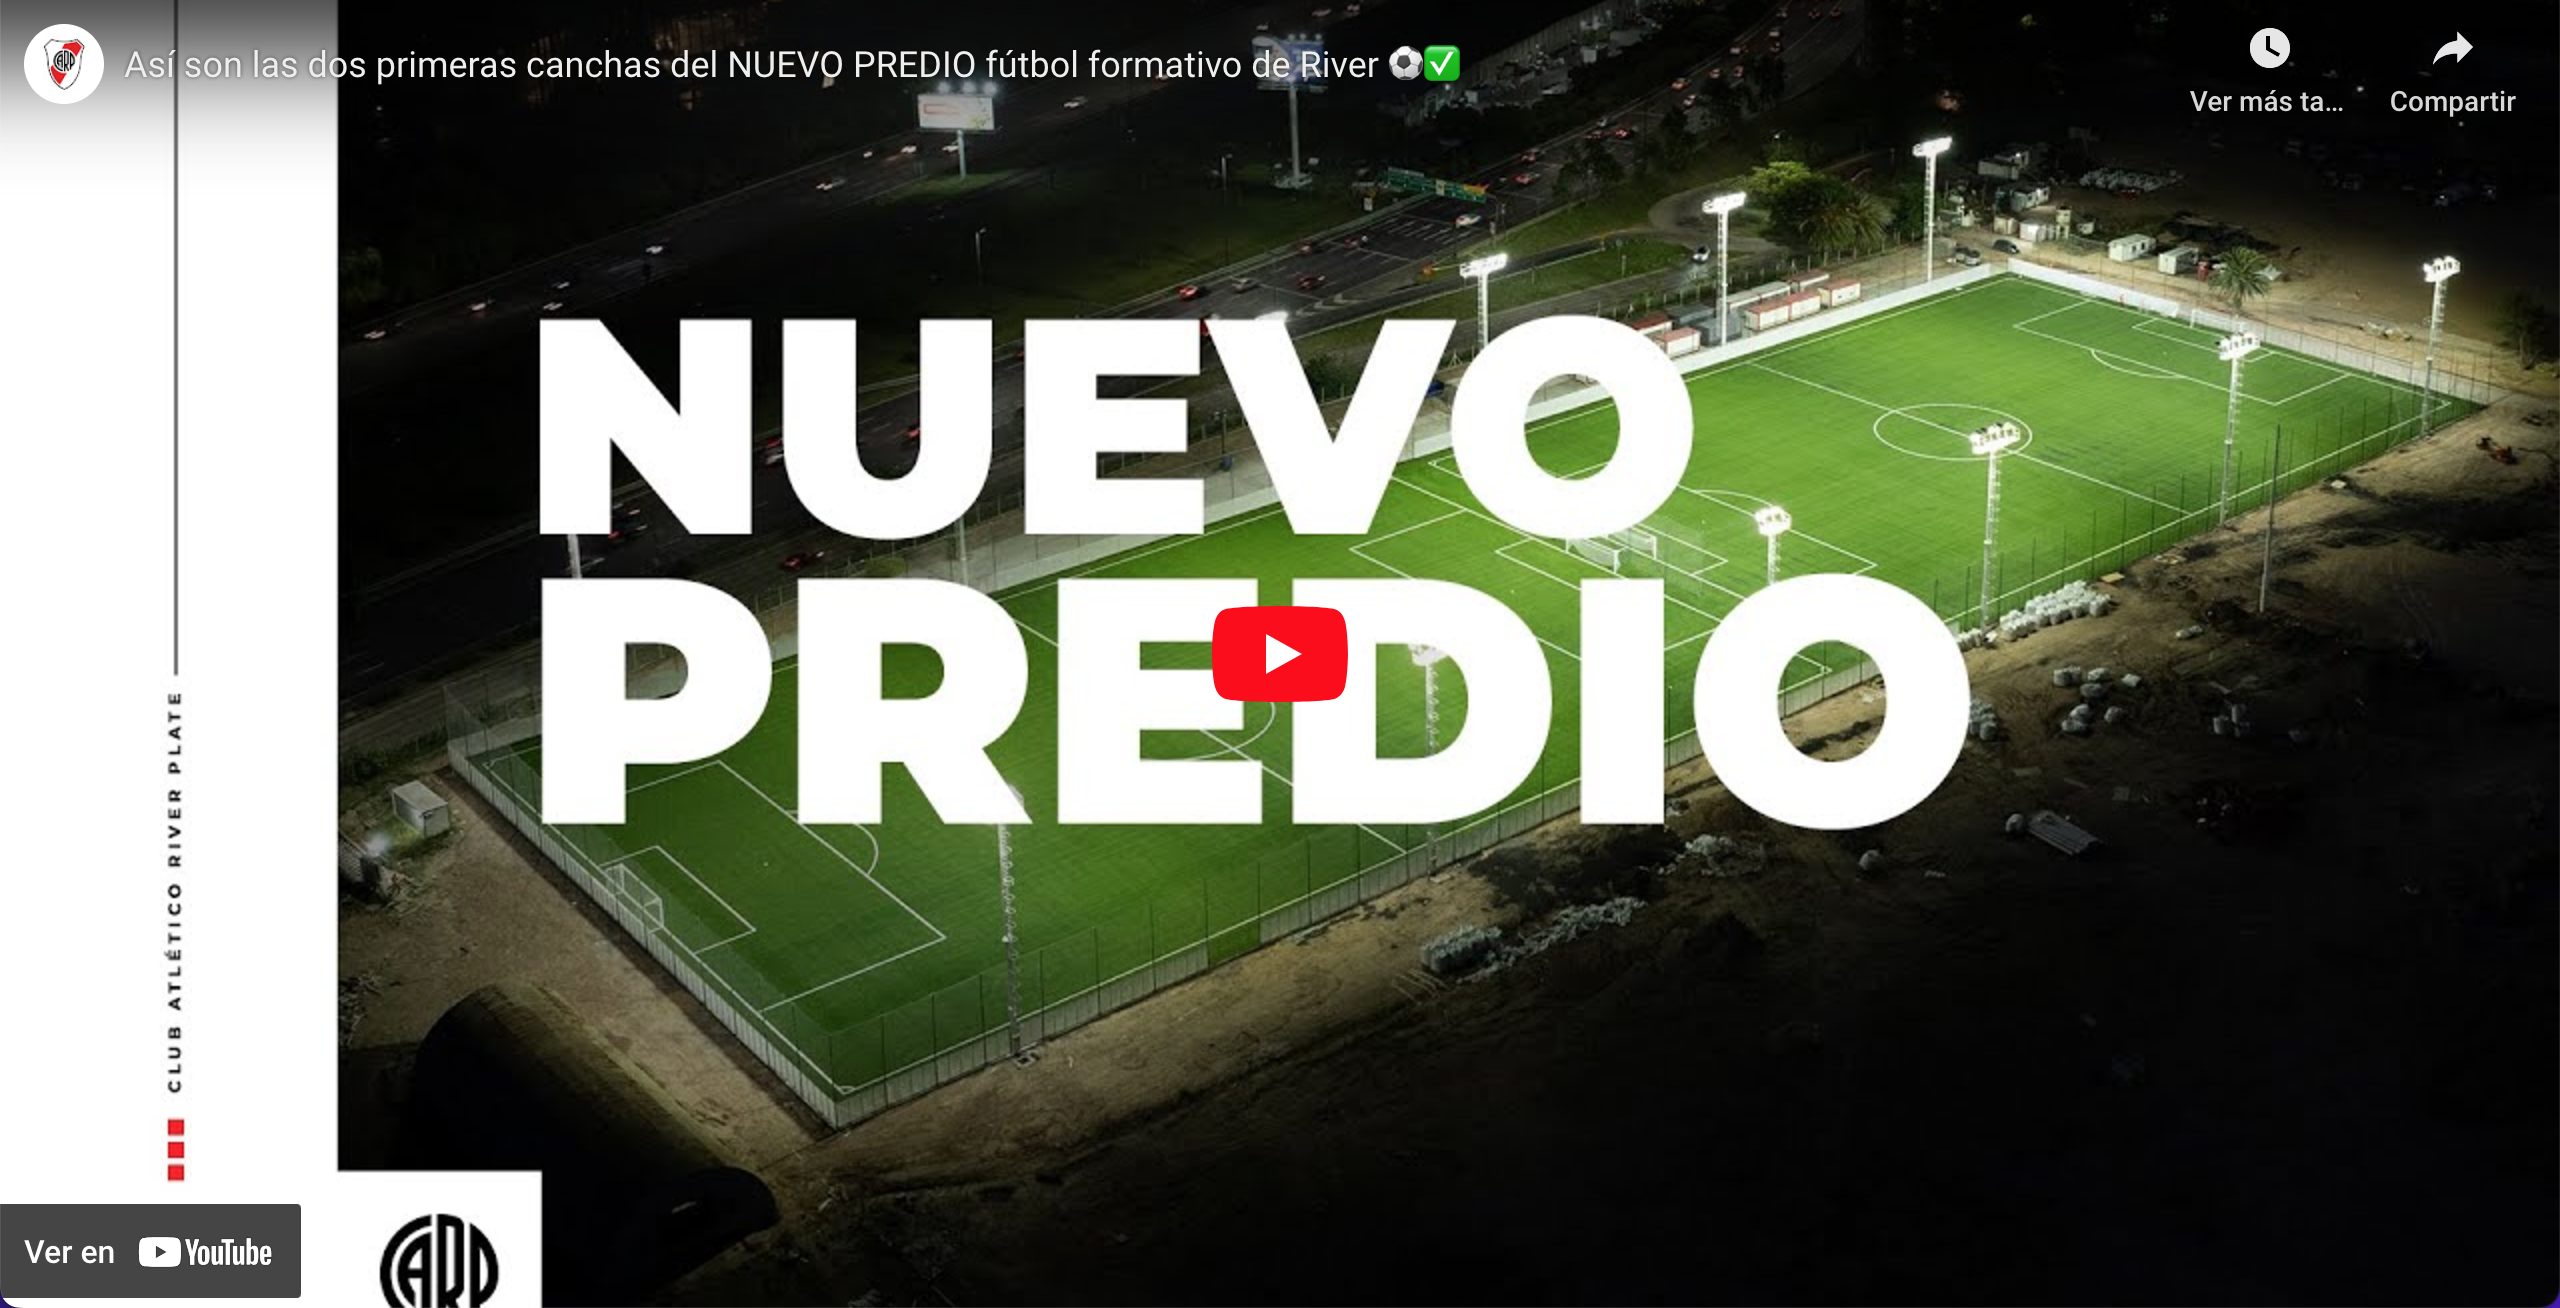 Así son las dos primeras canchas del NUEVO PREDIO fútbol formativo de River ⚽✅
Ver más ta...
Compartir
NUEVO
PREDIO
CLUB ATLÉTICO RIVER PLATE
Ver en YouTube
CARP